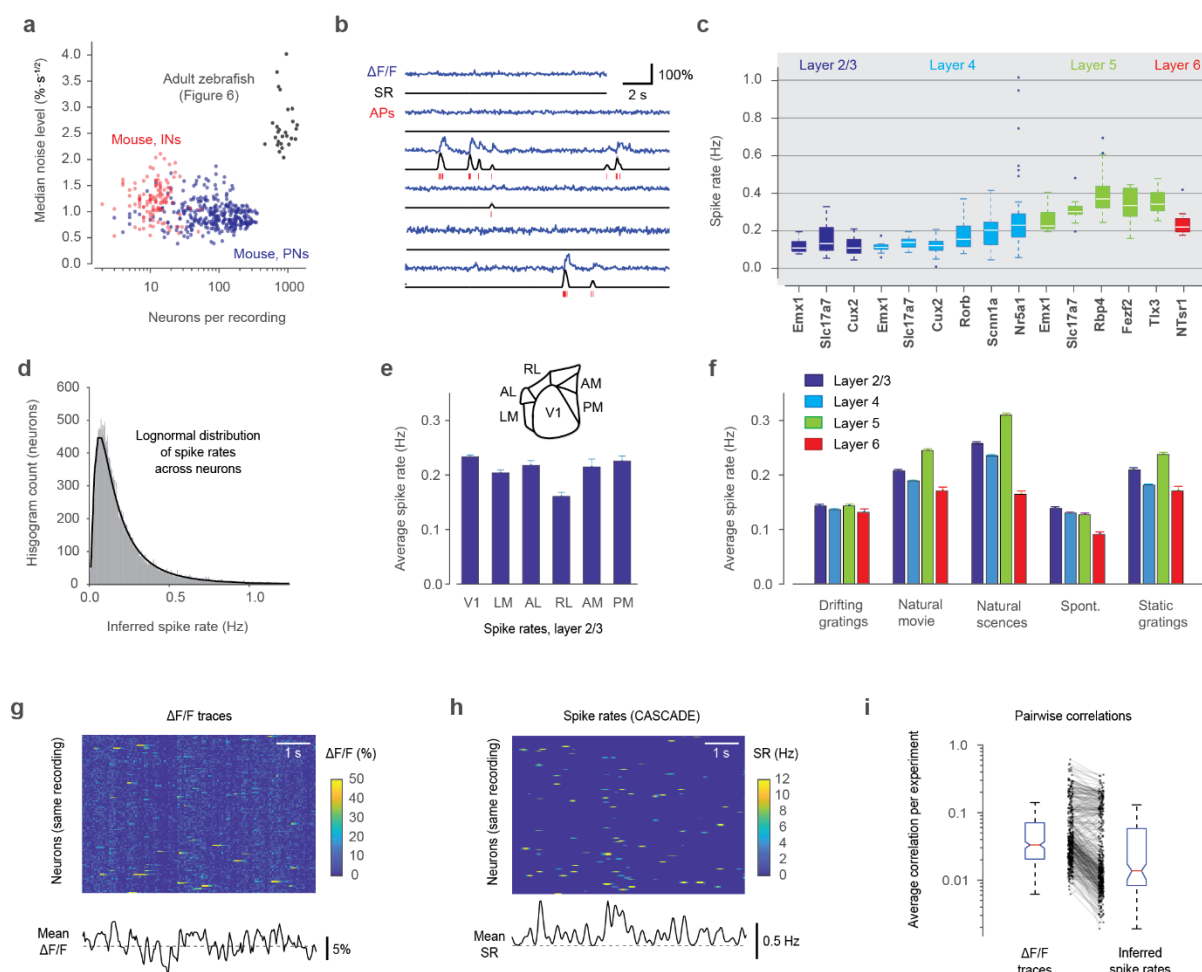 a
Median noise level (%·s⁻¹/²)
4.0
3.5
3.0
2.5
2.0
1.5
1.0
0.5
0.0
Adult zebrafish
(Figure 6)
Mouse, INs
Mouse, PNs
10
100
1000
Neurons per recording
b
ΔF/F
SR
APs
100%
2 s
c
Spike rate (Hz)
1.0
0.8
0.6
0.4
0.2
0.0
Layer 2/3
Layer 4
Layer 5
Layer 6
Emx1
Slc17a7
Cux2
Emx1
Slc17a7
Cux2
Rorb
Scnn1a
Nr5a1
Emx1
Slc17a7
Rbp4
Fezf2
Tlx3
NTsr1
d
Hisgogram count (neurons)
600
500
400
300
200
100
0
Lognormal distribution
of spike rates
across neurons
0.0
0.5
1.0
Inferred spike rate (Hz)
e
RL
AL
AM
LM
V1
PM
Average spike rate (Hz)
0.3
0.2
0.1
0.0
V1
LM
AL
RL
AM
PM
Spike rates, layer 2/3
f
Layer 2/3
Layer 4
Layer 5
Layer 6
Average spike rate (Hz)
0.3
0.2
0.1
0.0
Drifting
gratings
Natural
movie
Natural
scences
Spont.
Static
gratings
g
ΔF/F traces
Neurons (same recording)
1 s
ΔF/F (%)
50
40
30
20
10
0
Mean
ΔF/F
5%
h
Spike rates (CASCADE)
Neurons (same recording)
1 s
SR (Hz)
12
10
8
6
4
2
0
Mean
SR
0.5 Hz
i
Pairwise correlations
Average correlation per experiment
1.0
0.1
0.01
ΔF/F
traces
Inferred
spike rates